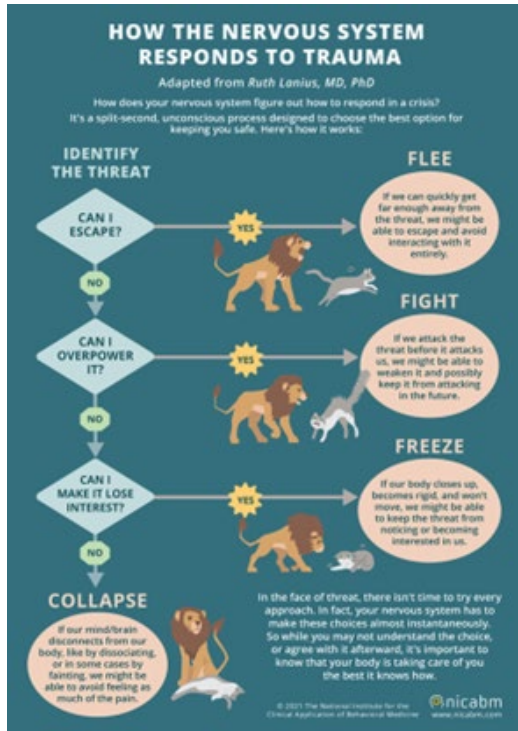 HOW THE NERVOUS SYSTEM
RESPONDS TO TRAUMA
Adapted from Ruth Lanius, MD, PhD
How does your nervous system figure out how to respond in a crisis?
It's a split-second, unconscious process designed to choose the best option for
keeping you safe. Here's how it works:
IDENTIFY
THE THREAT
CAN I
ESCAPE?
YES
FLEE
If we can quickly get
far enough away from
the threat, we might be
able to escape and avoid
interacting with it
entirely.
NO
CAN I
OVERPOWER
IT?
YES
FIGHT
If we attack the
threat before it attacks
us, we might be able to
weaken it and possibly
keep it from attacking
in the future.
NO
CAN I
MAKE IT LOSE
INTEREST?
YES
FREEZE
If our body closes up,
becomes rigid, and won't
move, we might be able
to keep the threat from
noticing or becoming
interested in us.
NO
COLLAPSE
If our mind/brain
disconnects from our
body, like by dissociating,
or in some cases by
fainting, we might be
able to avoid feeling as
much of the pain.
In the face of threat, there isn't time to try every
approach. In fact, your nervous system has to
make these choices almost instantaneously.
So while you may not understand the choice,
or agree with it afterward, it's important to
know that your body is taking care of you
the best it knows how.
© 2021 The National Institute for the
Clinical Application of Behavioral Medicine
nicabm
www.nicabm.com